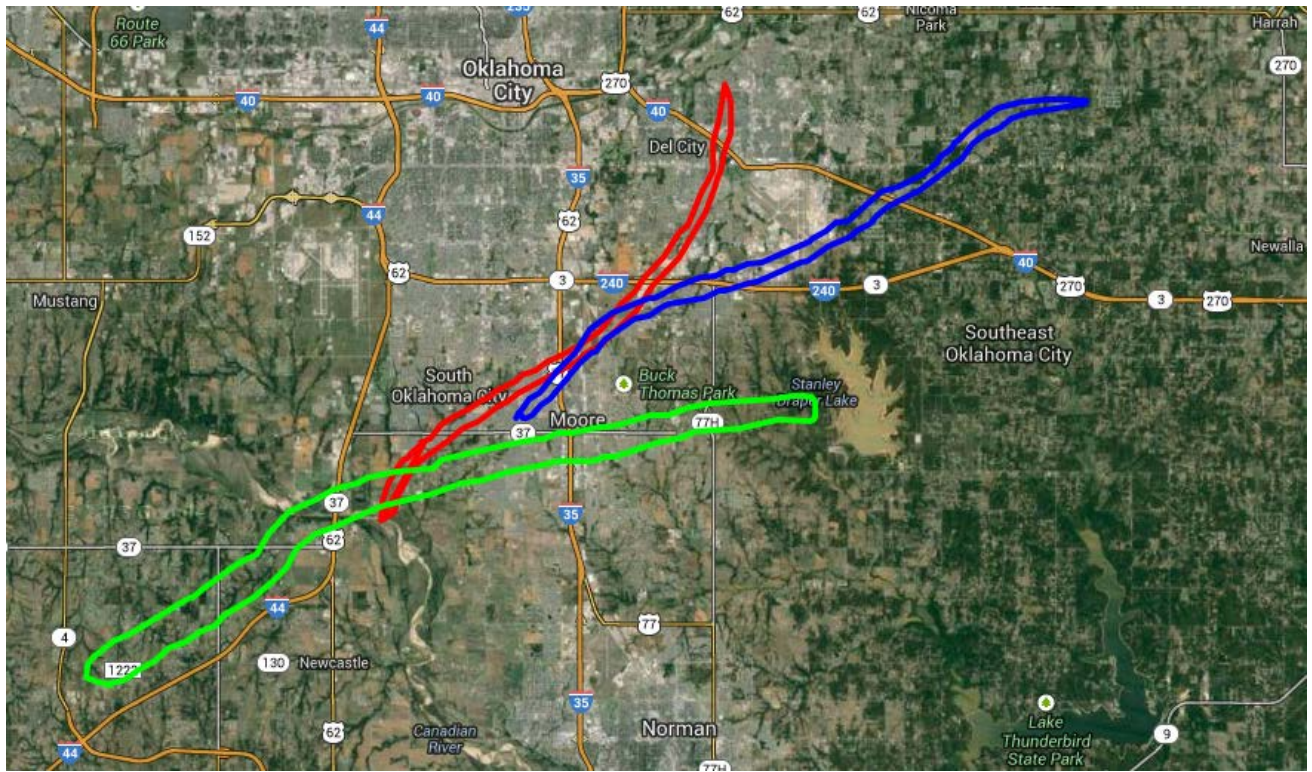 235
62
62
Nicoma
Park
Harrah
Route
66 Park
44
Oklahoma
City
270
270
40
40
40
Del City
35
44
62
152
Newalla
62
3
240
240
3
40
270
3
270
Mustang
Southeast
Oklahoma City
South
Oklahoma City
Buck
Thomas Park
Stanley
Draper Lake
Moore
37
77H
37
35
62
37
44
4
122
130
Newcastle
77
62
35
Canadian
River
Norman
Lake
Thunderbird
State Park
9
44
77H